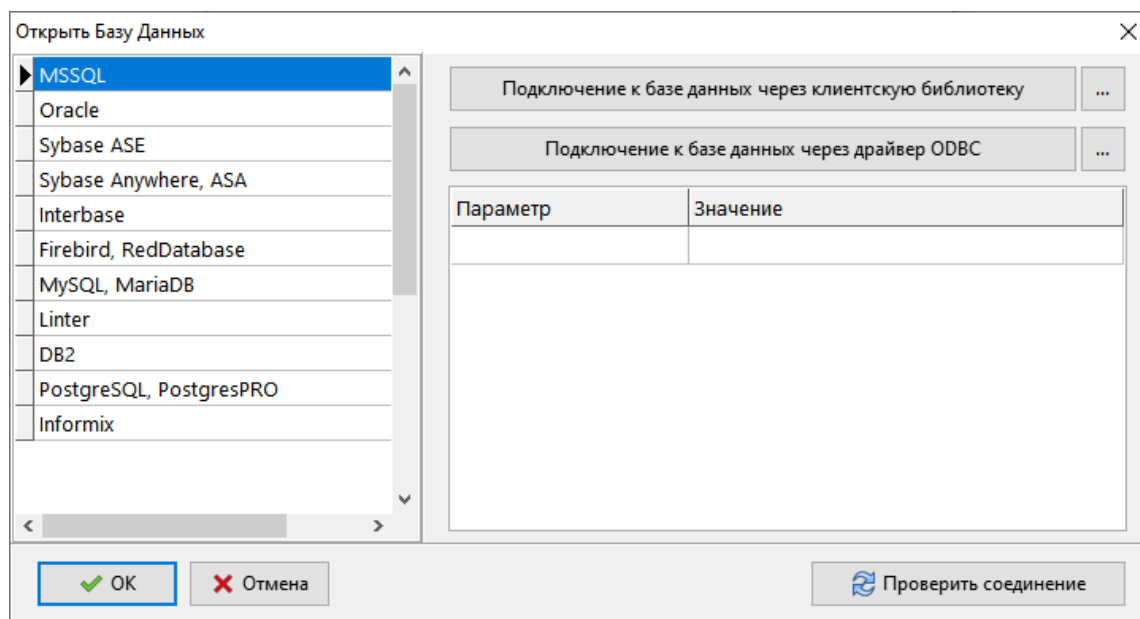 Открыть Базу Данных
MSSQL
Oracle
Sybase ASE
Sybase Anywhere, ASA
Interbase
Firebird, RedDatabase
MySQL, MariaDB
Linter
DB2
PostgreSQL, PostgresPRO
Informix
Подключение к базе данных через клиентскую библиотеку ...
Подключение к базе данных через драйвер ODBC ...
Параметр Значение
OK Отмена Проверить соединение